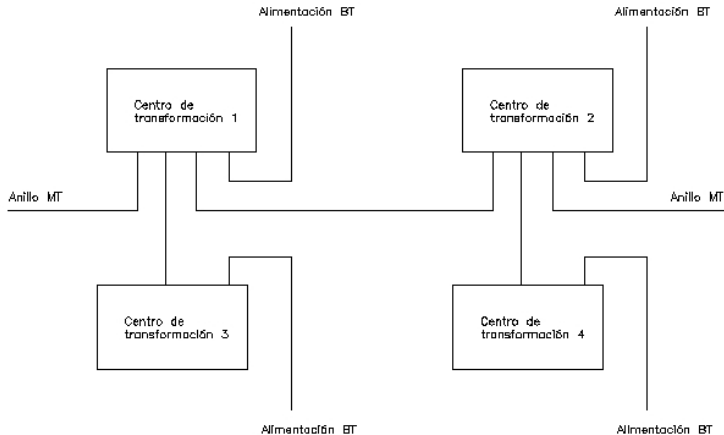 Alimentación BT
Alimentación BT
Centro de
transformación 1
Centro de
transformación 2
Anillo MT
Anillo MT
Centro de
transformación 3
Centro de
transformación 4
Alimentación BT
Alimentación BT